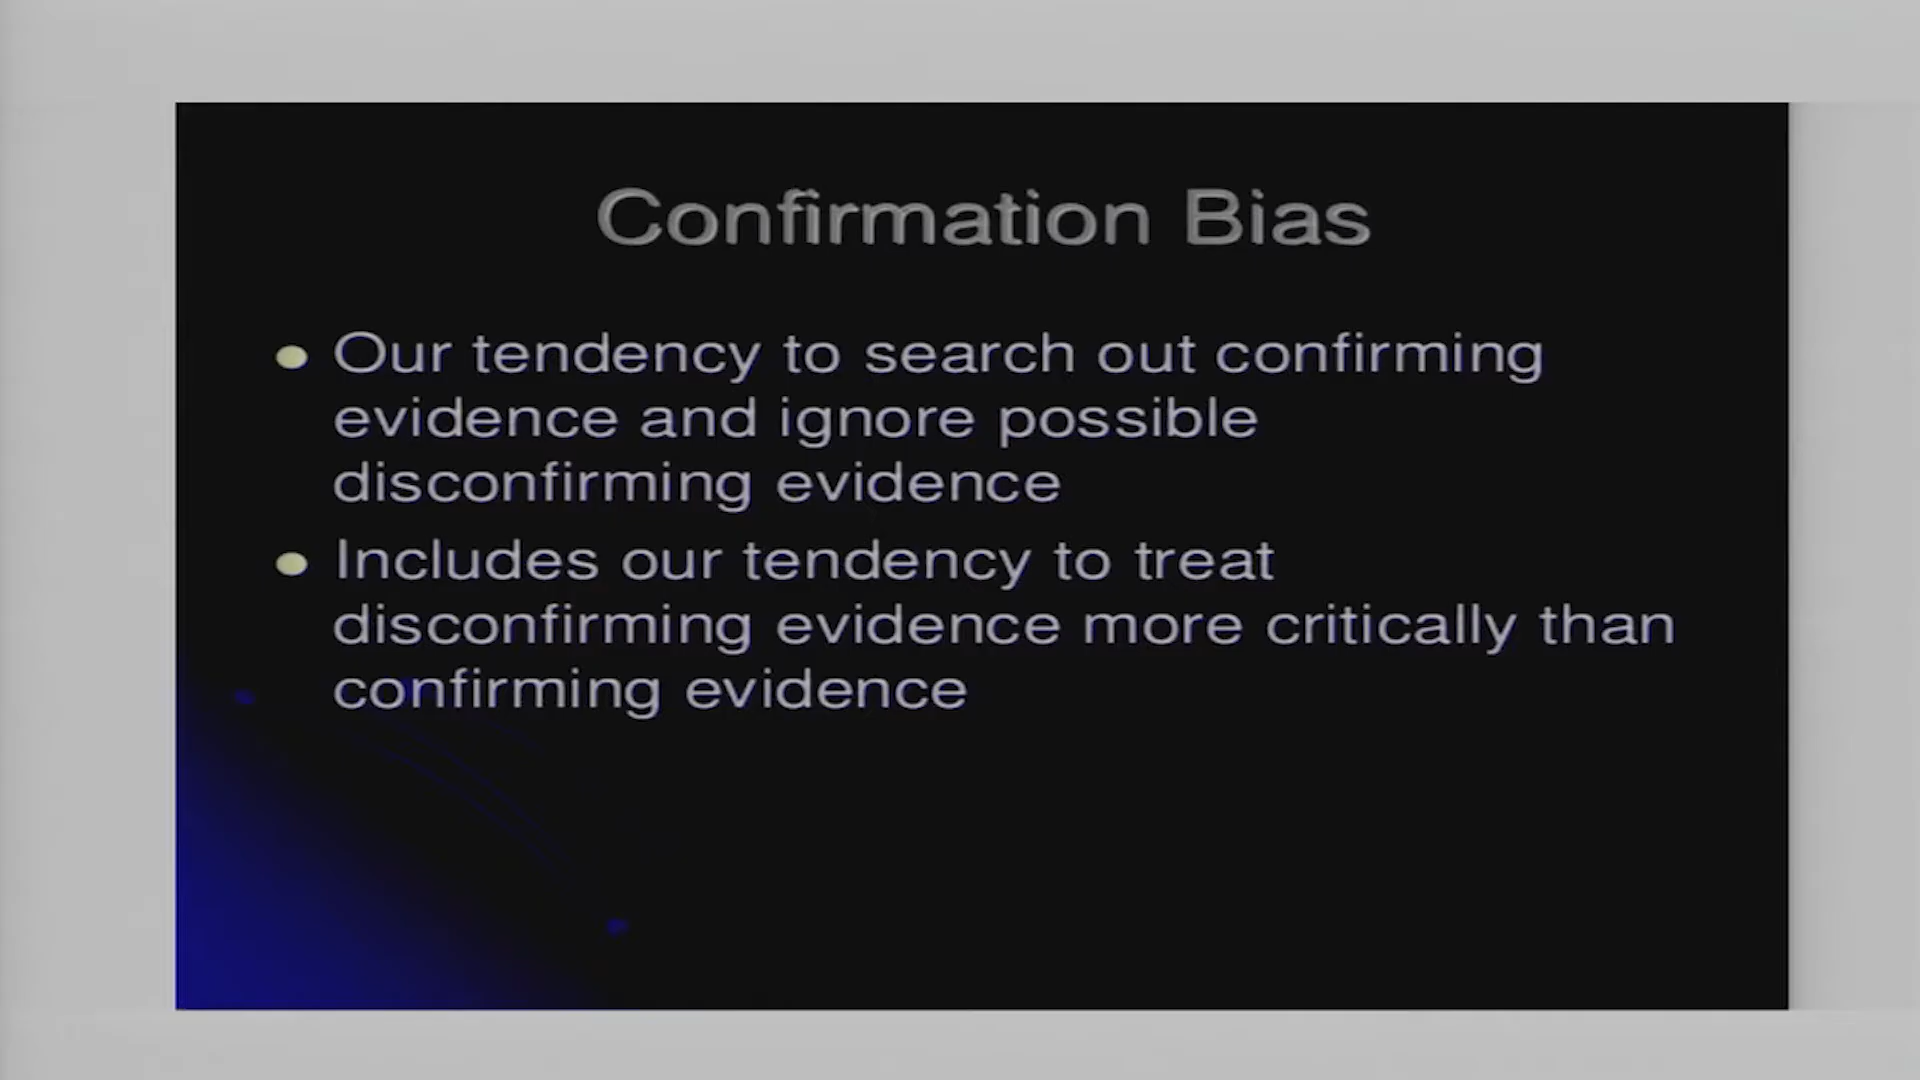 Confirmation Bias
Our tendency to search out confirming
evidence and ignore possible
disconfirming evidence
Includes our tendency to treat
disconfirming evidence more critically than
confirming evidence